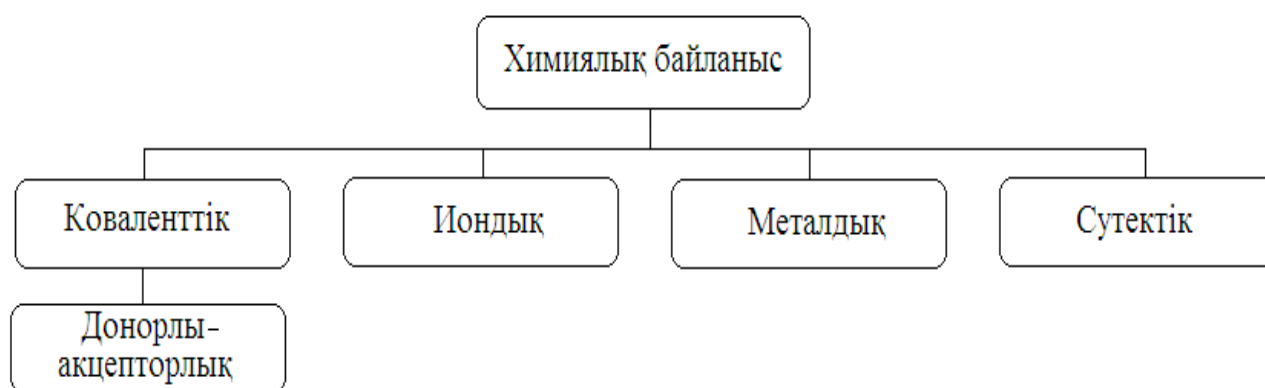 Химиялық байланыс
Коваленттік
Иондық
Металдық
Сутектік
Донорлы-
акцепторлық